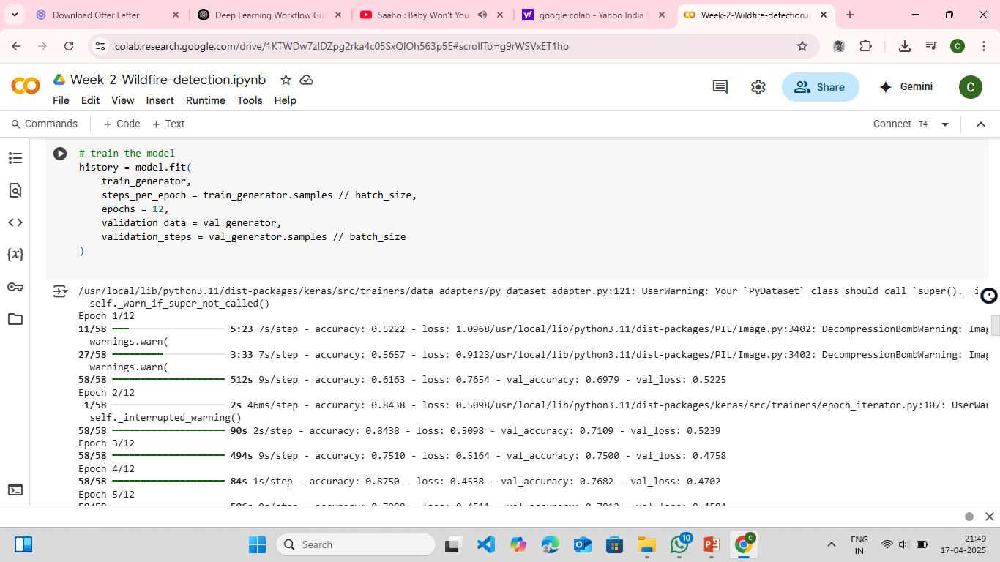 Download Offer Letter
Deep Learning Workflow Gu
Saaho : Baby Won't You
google colab - Yahoo India S
Week-2-Wildfire-detection.i
colab.research.google.com/drive/1KTWDw7zIDZpg2rka4c05SxQIOh563p5E#scrollTo=g9rWSVxET1ho
C
Week-2-Wildfire-detection.ipynb
File Edit View Insert Runtime Tools Help
Share
Gemini
C
Commands + Code + Text
Connect T4
# train the model
history = model.fit(
train_generator,
steps_per_epoch = train_generator.samples // batch_size,
epochs = 12,
validation_data = val_generator,
validation_steps = val_generator.samples // batch_size
)
/usr/local/lib/python3.11/dist-packages/keras/src/trainers/data_adapters/py_dataset_adapter.py:121: UserWarning: Your `PyDataset` class should call `super().__i
self._warn_if_super_not_called()
Epoch 1/12
11/58 5:23 7s/step - accuracy: 0.5222 - loss: 1.0968/usr/local/lib/python3.11/dist-packages/PIL/Image.py:3402: DecompressionBombWarning: Imag
warnings.warn(
27/58 3:33 7s/step - accuracy: 0.5657 - loss: 0.9123/usr/local/lib/python3.11/dist-packages/PIL/Image.py:3402: DecompressionBombWarning: Imag
warnings.warn(
58/58 512s 9s/step - accuracy: 0.6163 - loss: 0.7654 - val_accuracy: 0.6979 - val_loss: 0.5225
Epoch 2/12
1/58 2s 46ms/step - accuracy: 0.8438 - loss: 0.5098/usr/local/lib/python3.11/dist-packages/keras/src/trainers/epoch_iterator.py:107: UserWar
self._interrupted_warning()
58/58 90s 2s/step - accuracy: 0.8438 - loss: 0.5098 - val_accuracy: 0.7109 - val_loss: 0.5239
Epoch 3/12
58/58 494s 9s/step - accuracy: 0.7510 - loss: 0.5164 - val_accuracy: 0.7500 - val_loss: 0.4758
Epoch 4/12
58/58 84s 1s/step - accuracy: 0.8750 - loss: 0.4538 - val_accuracy: 0.7682 - val_loss: 0.4702
Epoch 5/12
Search
10
C
ENG
IN
21:49
17-04-2025